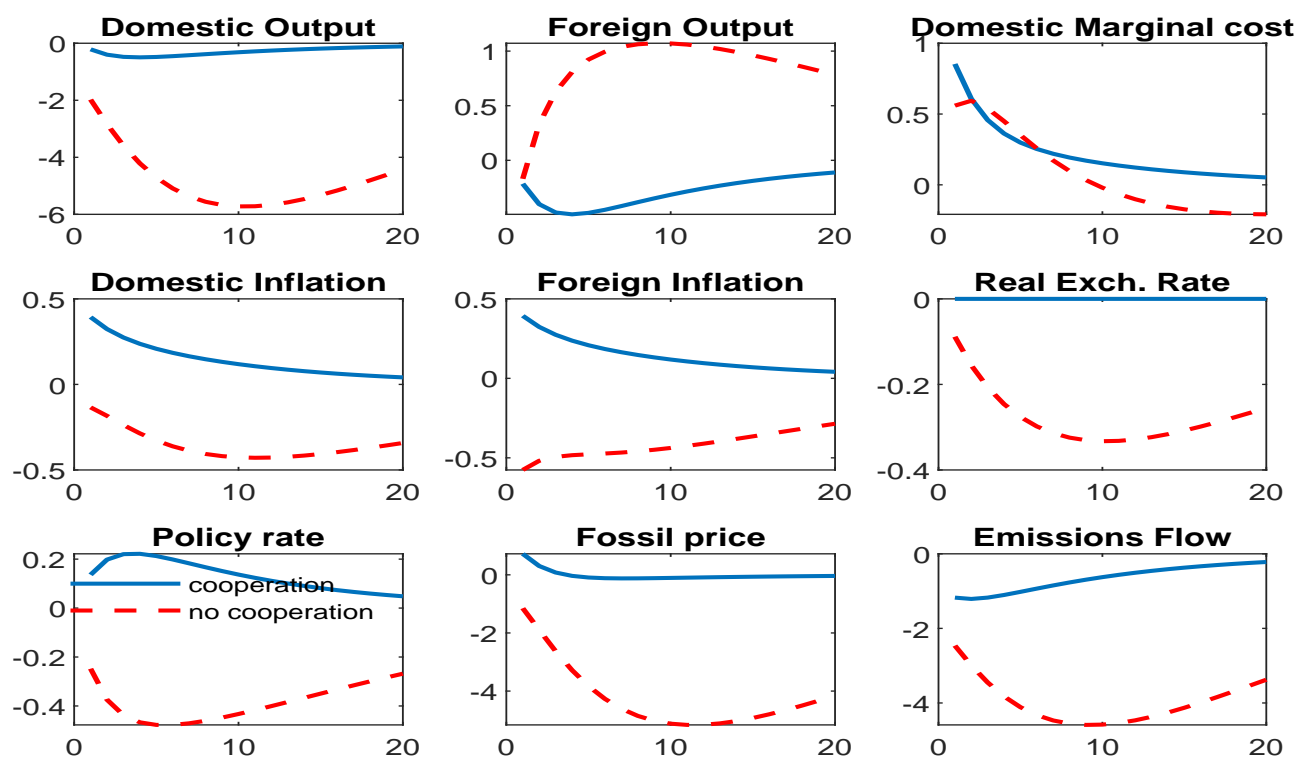 Domestic Output
0
-2
-4
-6
0 10 20
Foreign Output
1
0.5
0
0 10 20
Domestic Marginal cost
1
0.5
0
0 10 20
Domestic Inflation
0.5
0
-0.5
0 10 20
Foreign Inflation
0.5
0
-0.5
0 10 20
Real Exch. Rate
0
-0.2
-0.4
0 10 20
Policy rate
0.2
0
-0.2
-0.4
cooperation
no cooperation
0 10 20
Fossil price
0
-2
-4
0 10 20
Emissions Flow
0
-2
-4
0 10 20